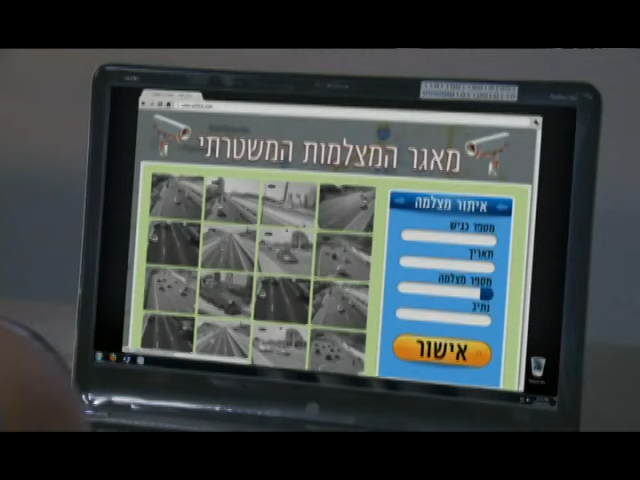 מאגר המצלמות המשטרתי
איתור מצלמה
מספר כביש
תאריך
מספר מצלמה
נתיב
אישור